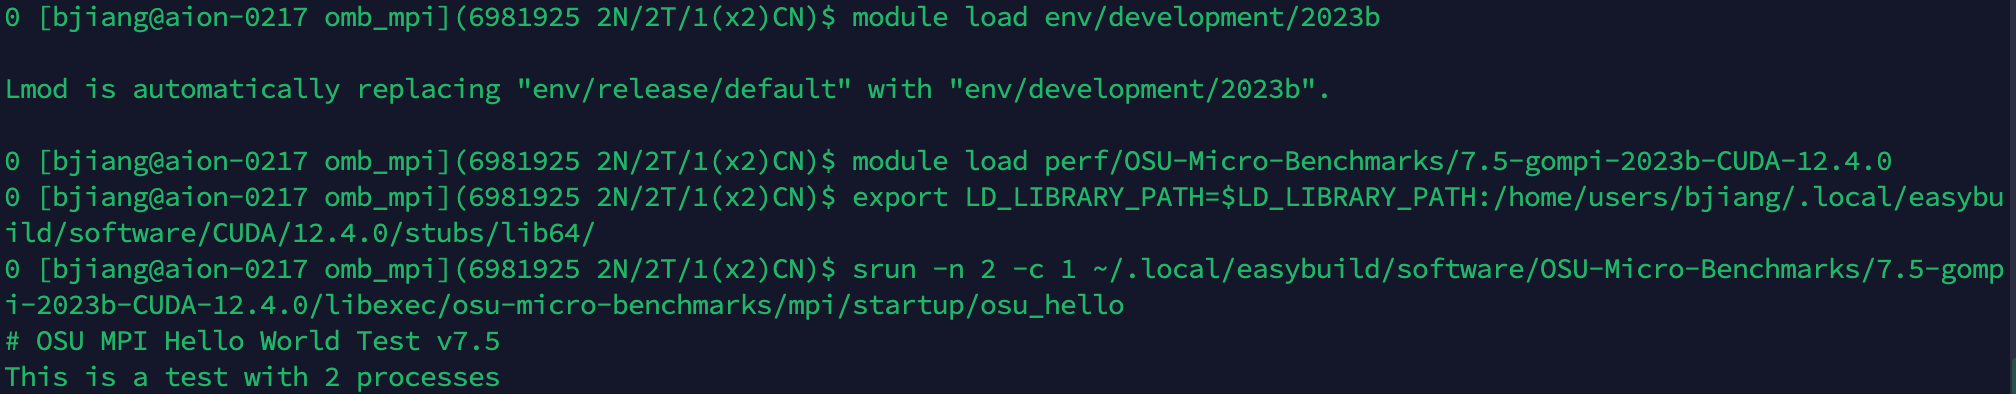 0 [bjiang@aion-0217 omb_mpi](6981925 2N/2T/1(x2)CN)$ module load env/development/2023b
Lmod is automatically replacing "env/release/default" with "env/development/2023b".
0 [bjiang@aion-0217 omb_mpi](6981925 2N/2T/1(x2)CN)$ module load perf/OSU-Micro-Benchmarks/7.5-gompi-2023b-CUDA-12.4.0
0 [bjiang@aion-0217 omb_mpi](6981925 2N/2T/1(x2)CN)$ export LD_LIBRARY_PATH=$LD_LIBRARY_PATH:/home/users/bjiang/.local/easybu
ild/software/CUDA/12.4.0/stubs/lib64/
0 [bjiang@aion-0217 omb_mpi](6981925 2N/2T/1(x2)CN)$ srun -n 2 -c 1 ~/.local/easybuild/software/OSU-Micro-Benchmarks/7.5-gomp
i-2023b-CUDA-12.4.0/libexec/osu-micro-benchmarks/mpi/startup/osu_hello
# OSU MPI Hello World Test v7.5
This is a test with 2 processes